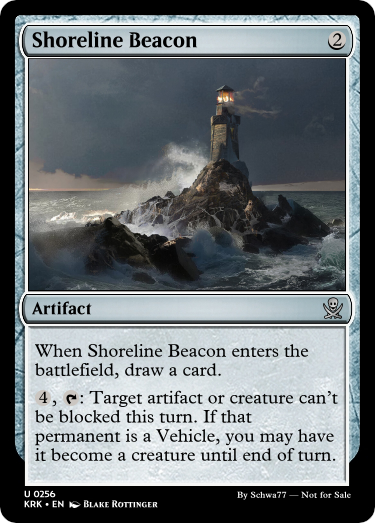 Shoreline Beacon 2
Artifact
When Shoreline Beacon enters the
battlefield, draw a card.
4, : Target artifact or creature can't
be blocked this turn. If that
permanent is a Vehicle, you may have
it become a creature until end of turn.
U 0256
KRK • EN Blake Rottinger
By Schwa77 — Not for Sale